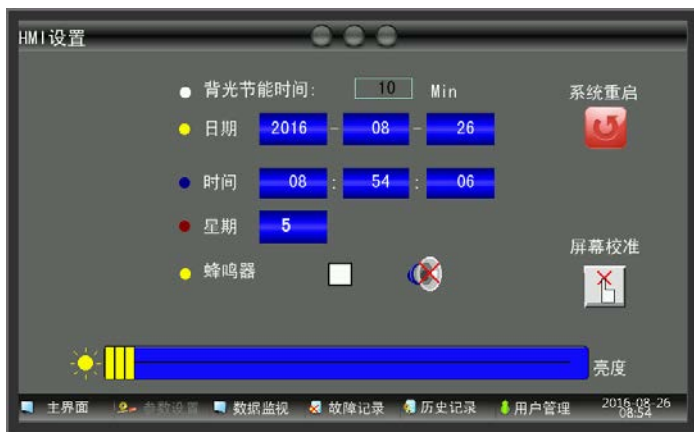 HMI设置
背光节能时间: 10 Min
系统重启
日期 2016 - 08 - 26
时间 08 : 54 : 06
星期 5
屏幕校准
蜂鸣器
亮度
主界面 参数设置 数据监视 故障记录 历史记录 用户管理 2016-08-26
08:54